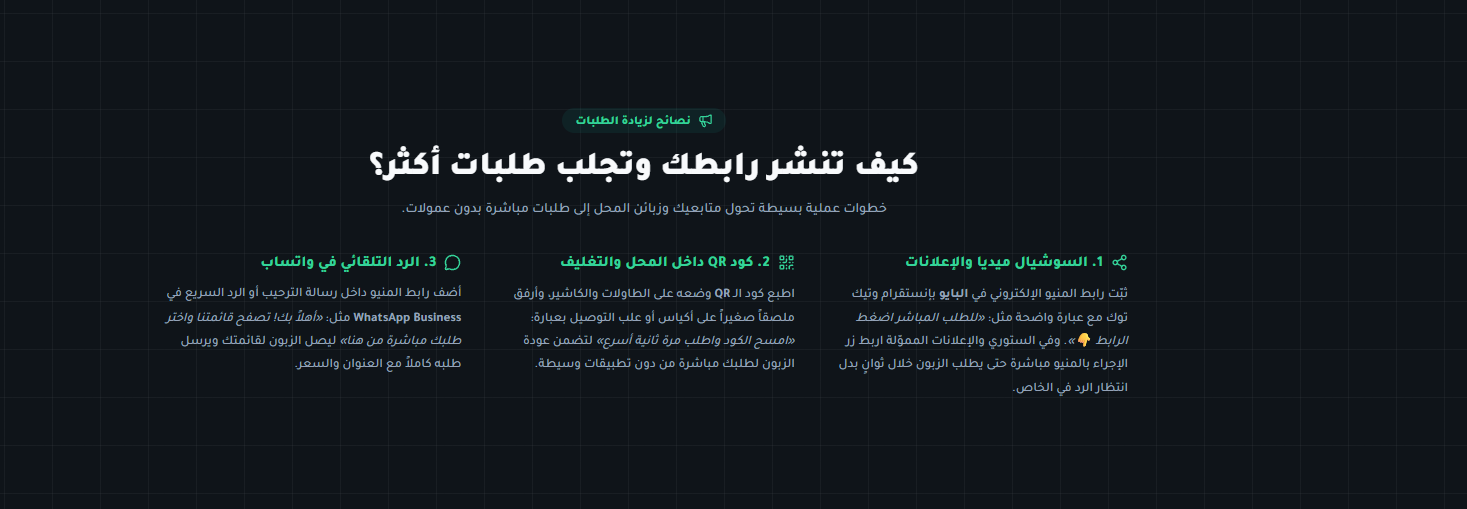 نصائح لزيادة الطلبات
كيف تنشر رابطك وتجلب طلبات أكثر؟
خطوات عملية بسيطة تحول متابعيك وزبائن المحل إلى طلبات مباشرة بدون عمولات.
1. السوشيال ميديا والإعلانات
ثبّت رابط المنيو الإلكتروني في البايو بإنستقرام وتيك
توك مع عبارة واضحة مثل: «للطلب المباشر اضغط
الرابط 👇». وفي الستوري والإعلانات المموّلة اربط زر
الإجراء بالمنيو مباشرة حتى يطلب الزبون خلال ثوانٍ بدل
انتظار الرد في الخاص.
2. كود QR داخل المحل والتغليف
اطبع كود الـ QR وضعه على الطاولات والكاشير، وأرفق
ملصقاً صغيراً على أكياس أو علب التوصيل بعبارة:
«امسح الكود واطلب مرة ثانية أسرع» لتضمن عودة
الزبون لطلبك مباشرة من دون تطبيقات وسيطة.
3. الرد التلقائي في واتساب
أضف رابط المنيو داخل رسالة الترحيب أو الرد السريع في
WhatsApp Business مثل: «أهلاً بك! تصفح قائمتنا واختر
طلبك مباشرة من هنا» ليصل الزبون لقائمتك ويرسل
طلبه كاملاً مع العنوان والسعر.